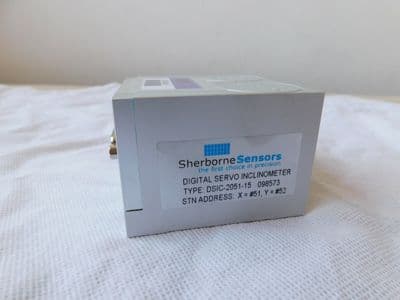 SherborneSensors
the first choice in precision
DIGITAL SERVO INCLINOMETER
TYPE: DSIC-2051-15 098573
STN ADDRESS: X = #51, Y = #52